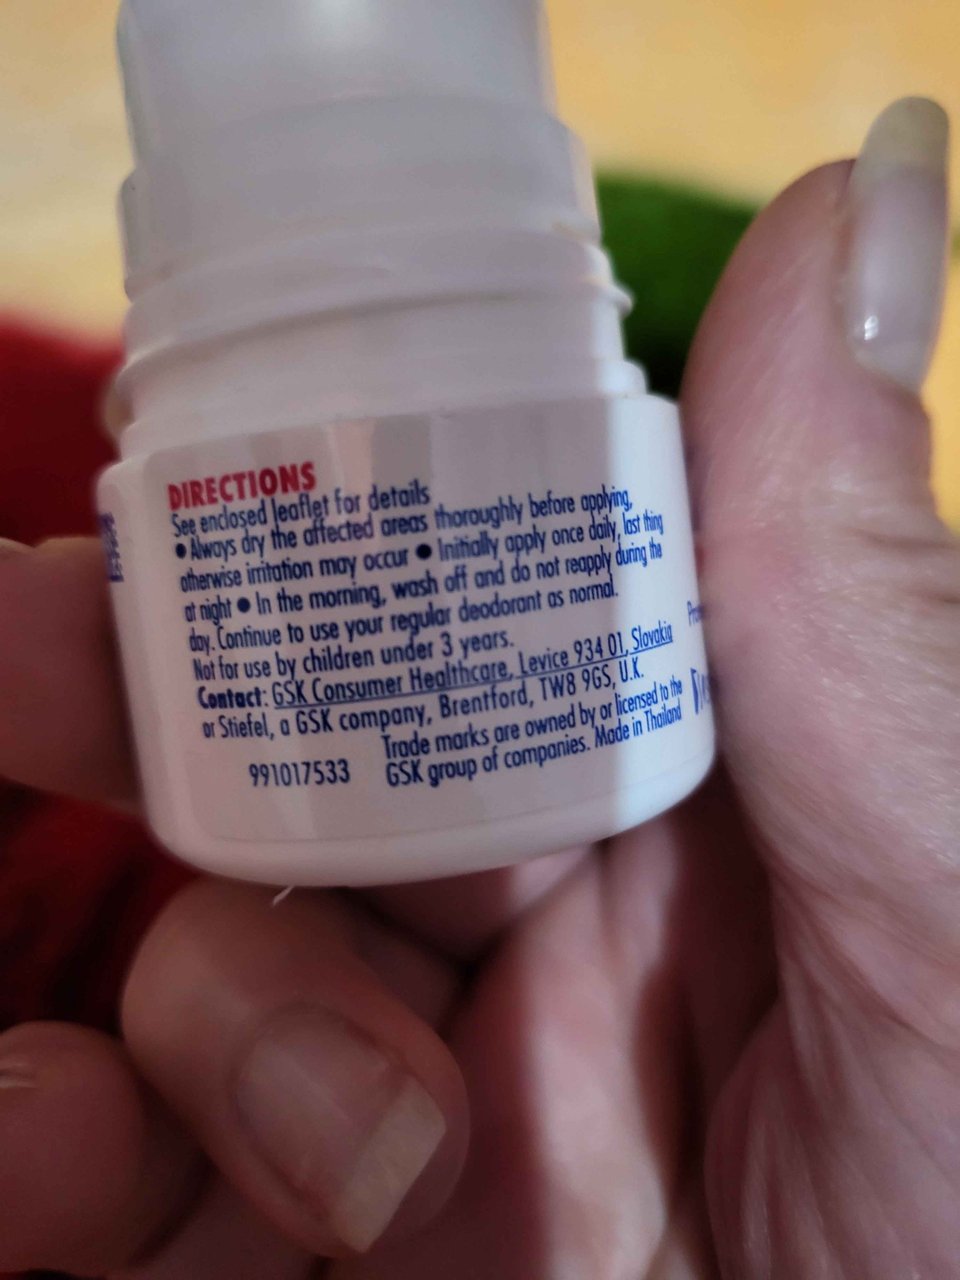 DIRECTIONS
See enclosed leaflet for details
• Always dry the affected areas thoroughly before applying,
otherwise irritation may occur • Initially apply once daily, last thing
at night • In the morning, wash off and do not reapply during the
day. Continue to use your regular deodorant as normal.
Not for use by children under 3 years.
Contact: GSK Consumer Healthcare, Levice 934 01, Slovakia
or Stiefel, a GSK company, Brentford, TW8 9GS, U.K.
Trade marks are owned by or licensed to the
991017533 GSK group of companies. Made in Thailand